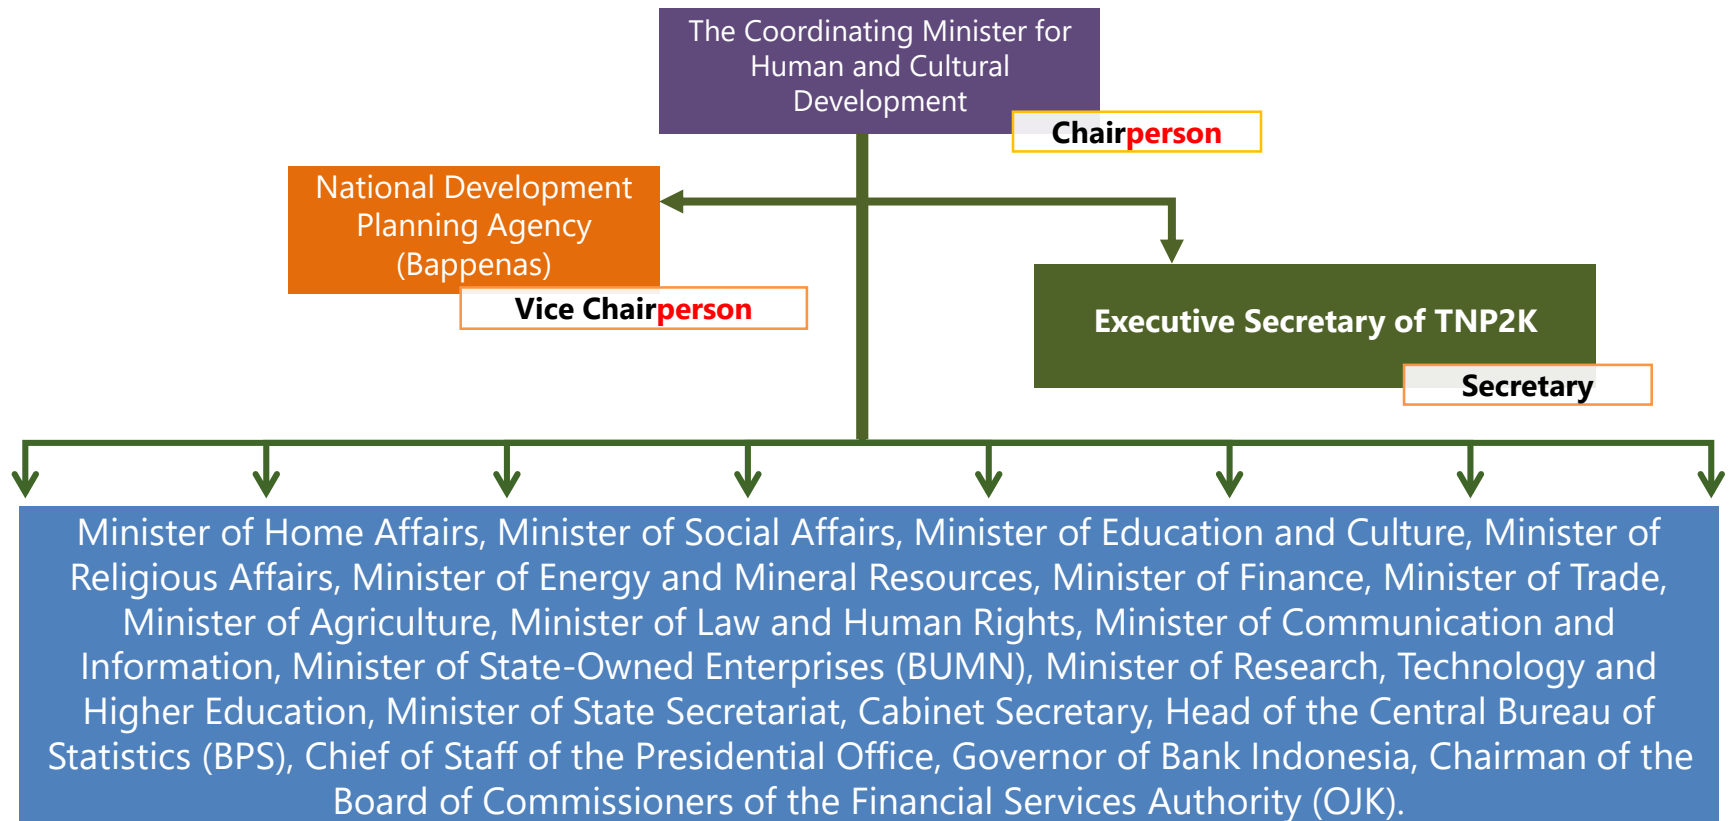 The Coordinating Minister for
Human and Cultural
Development
Chairperson
National Development
Planning Agency
(Bappenas)
Vice Chairperson
Executive Secretary of TNP2K
Secretary
Minister of Home Affairs, Minister of Social Affairs, Minister of Education and Culture, Minister of
Religious Affairs, Minister of Energy and Mineral Resources, Minister of Finance, Minister of Trade,
Minister of Agriculture, Minister of Law and Human Rights, Minister of Communication and
Information, Minister of State-Owned Enterprises (BUMN), Minister of Research, Technology and
Higher Education, Minister of State Secretariat, Cabinet Secretary, Head of the Central Bureau of
Statistics (BPS), Chief of Staff of the Presidential Office, Governor of Bank Indonesia, Chairman of the
Board of Commissioners of the Financial Services Authority (OJK).